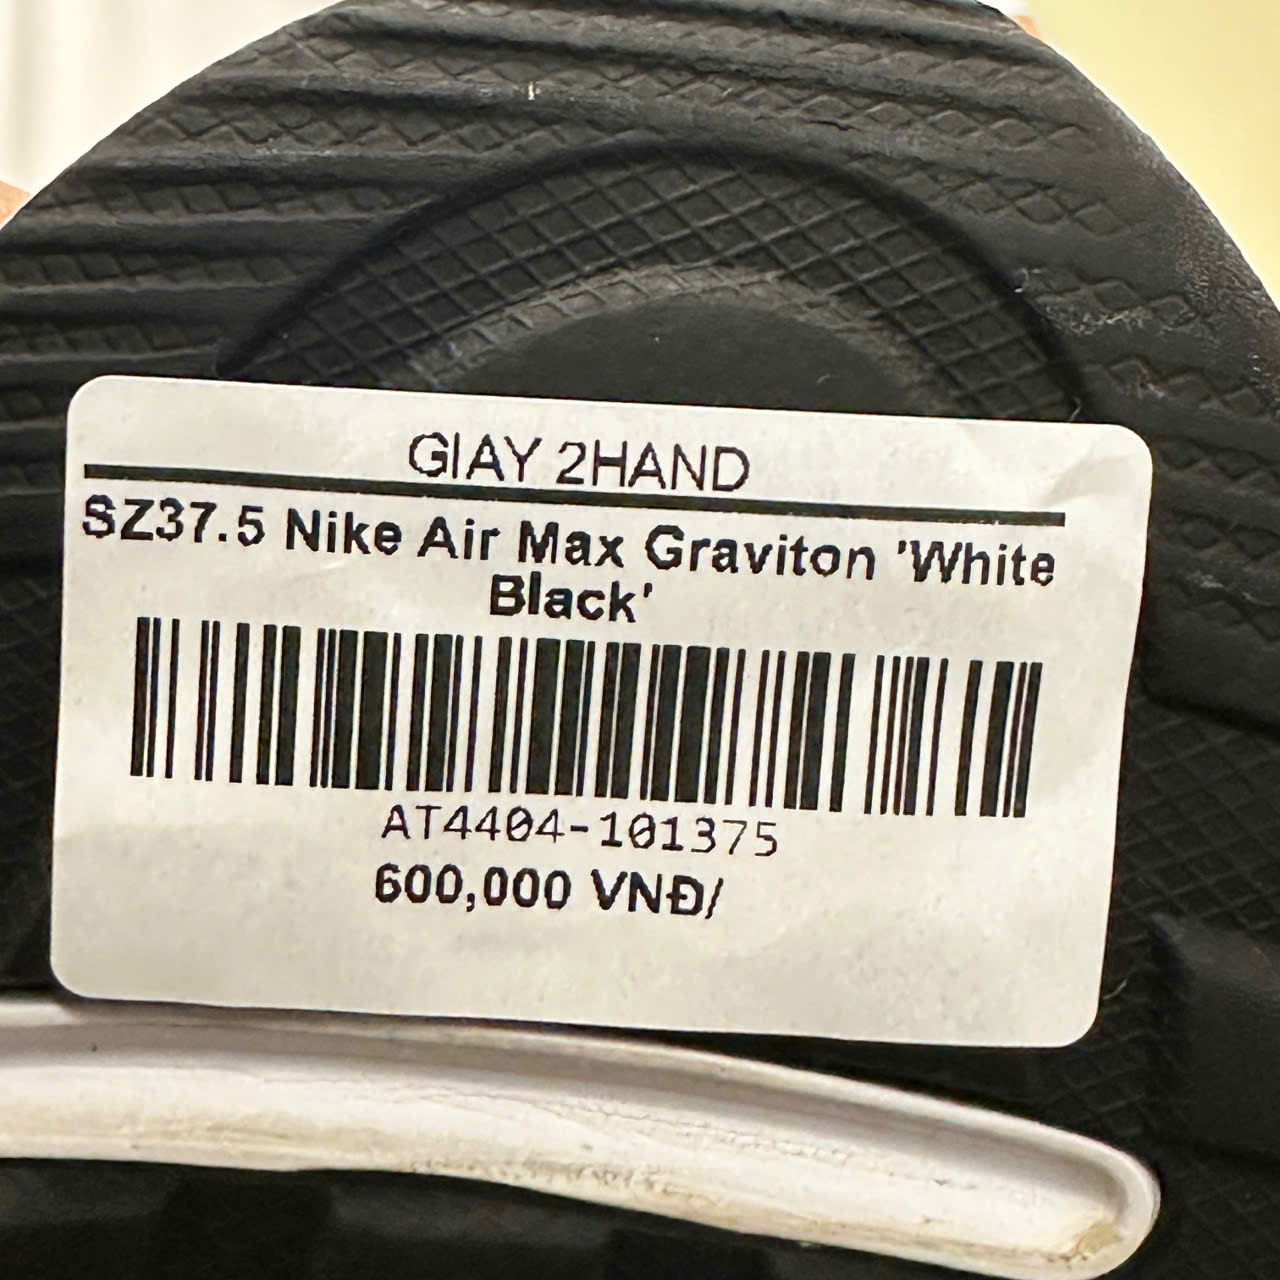 GIAY 2HAND
SZ37.5 Nike Air Max Graviton 'White
Black'
AT4404-101375
600,000 VNĐ/